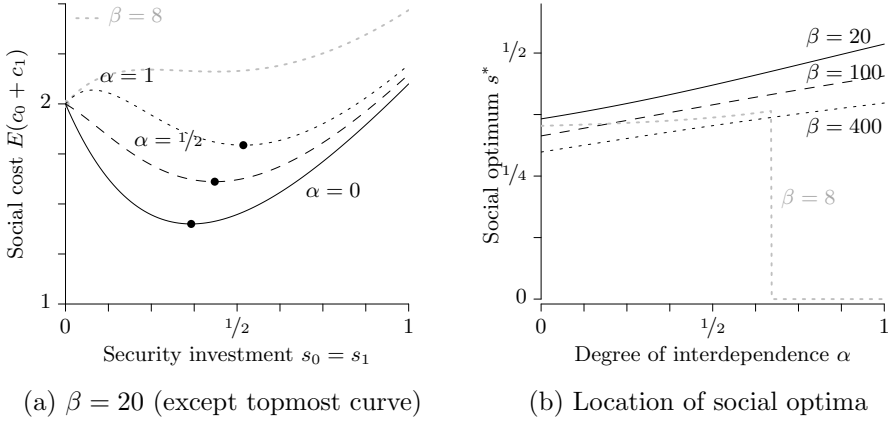 β = 8
Social cost E(c₀ + c₁)
2
1
α = 1
α = 1/2
α = 0
0
1/2
1
Security investment s₀ = s₁
(a) β = 20 (except topmost curve)
Social optimum s*
1/2
1/4
0
β = 20
β = 100
β = 400
β = 8
0
1/2
1
Degree of interdependence α
(b) Location of social optima